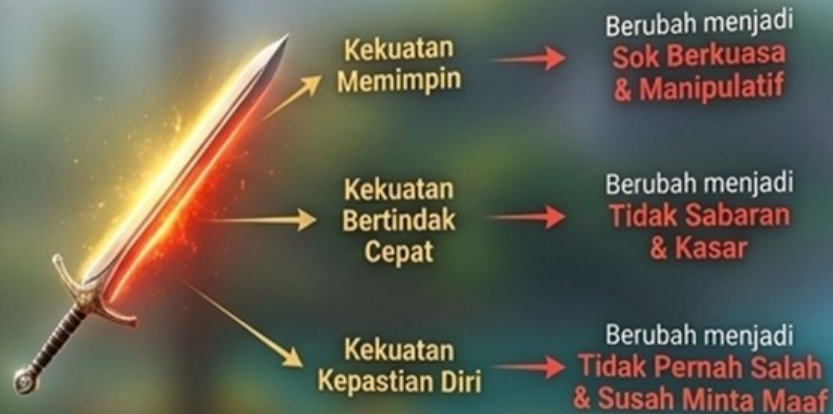 Kekuatan
Memimpin
Berubah menjadi
Sok Berkuasa
& Manipulatif
Kekuatan
Bertindak
Cepat
Berubah menjadi
Tidak Sabaran
& Kasar
Kekuatan
Kepastian Diri
Berubah menjadi
Tidak Pernah Salah
& Susah Minta Maaf